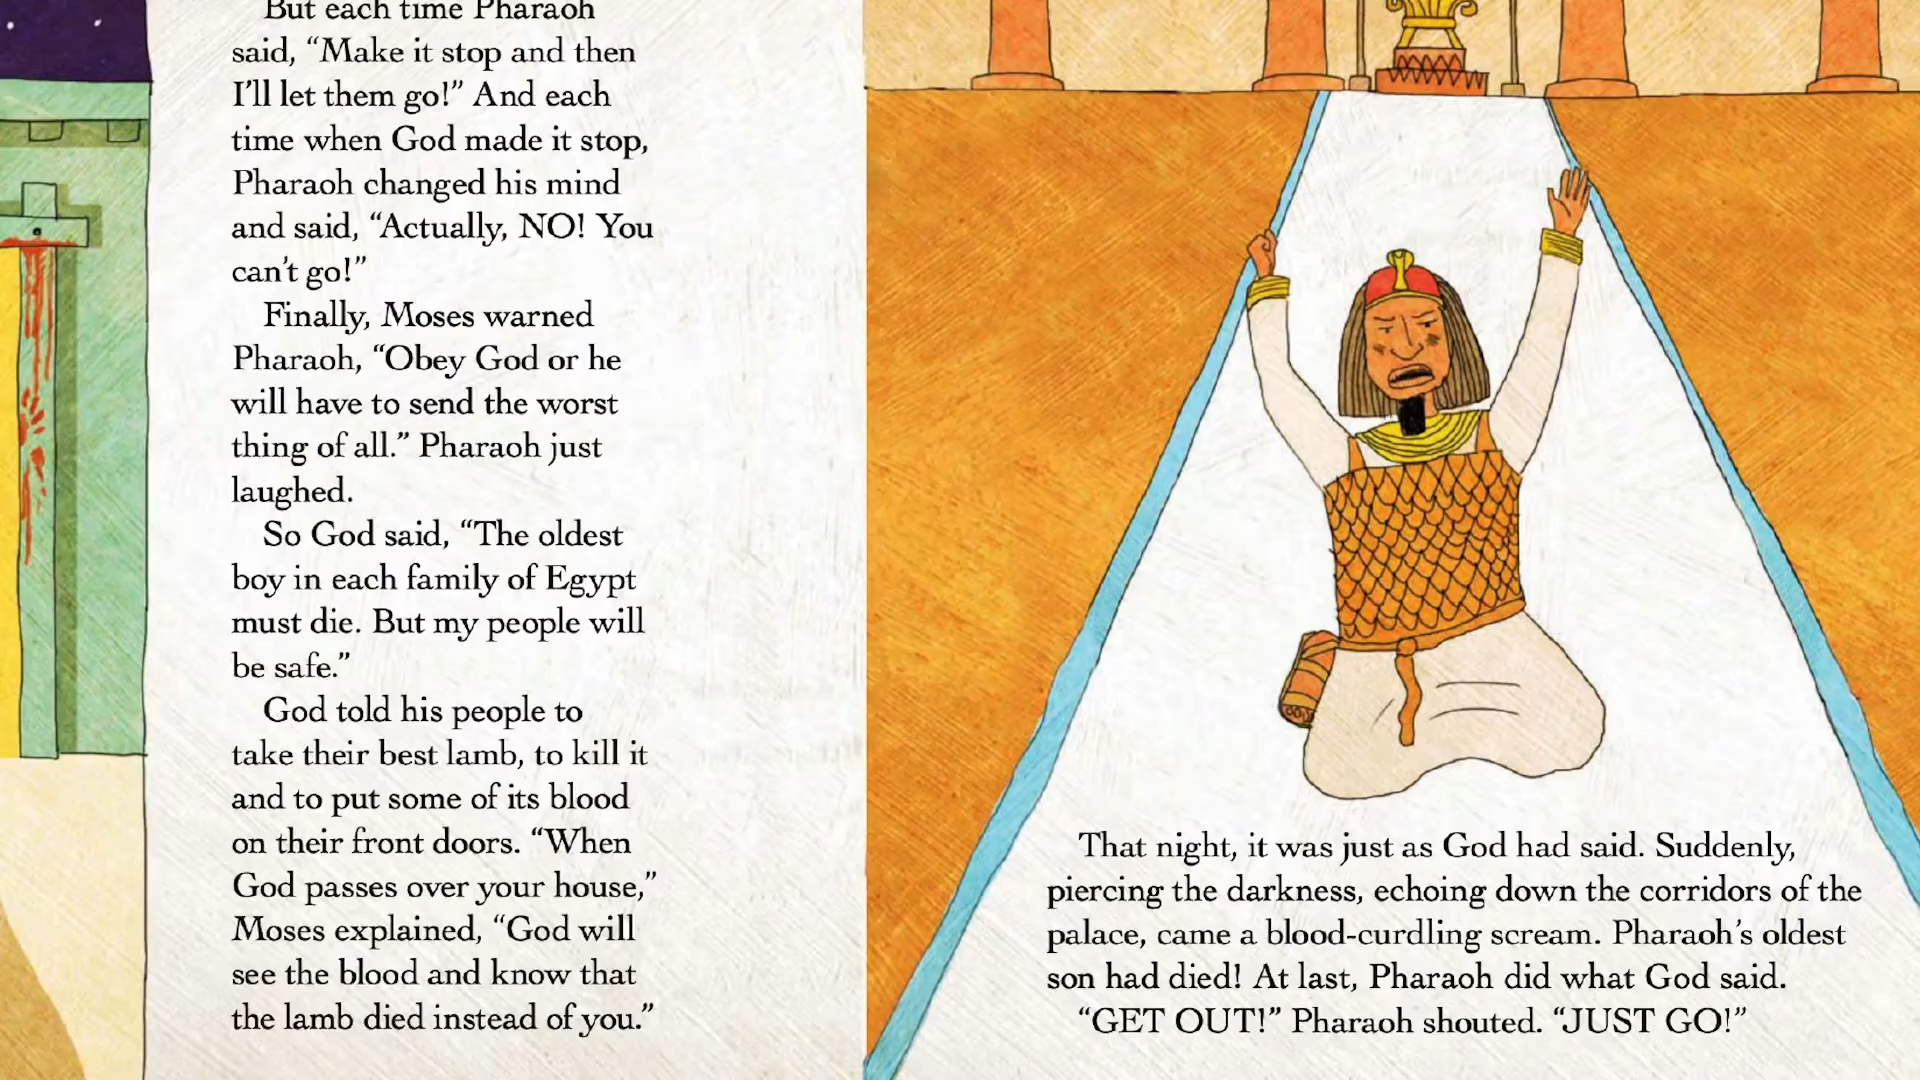 But each time Pharaoh
said, “Make it stop and then
I’ll let them go!” And each
time when God made it stop,
Pharaoh changed his mind
and said, “Actually, NO! You
can’t go!”
Finally, Moses warned
Pharaoh, “Obey God or he
will have to send the worst
thing of all.” Pharaoh just
laughed.
So God said, “The oldest
boy in each family of Egypt
must die. But my people will
be safe.”
God told his people to
take their best lamb, to kill it
and to put some of its blood
on their front doors. “When
God passes over your house,”
Moses explained, “God will
see the blood and know that
the lamb died instead of you.”
That night, it was just as God had said. Suddenly,
piercing the darkness, echoing down the corridors of the
palace, came a blood-curdling scream. Pharaoh’s oldest
son had died! At last, Pharaoh did what God said.
“GET OUT!” Pharaoh shouted. “JUST GO!”